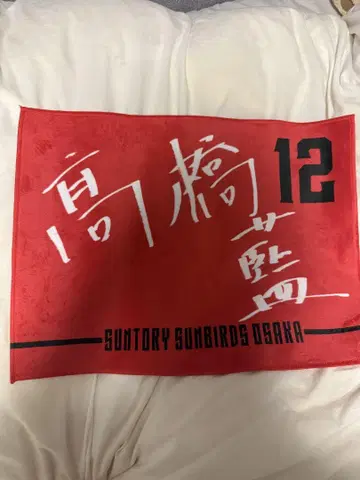 高橋藍
12
SUNTORY SUNBIRDS OSAKA